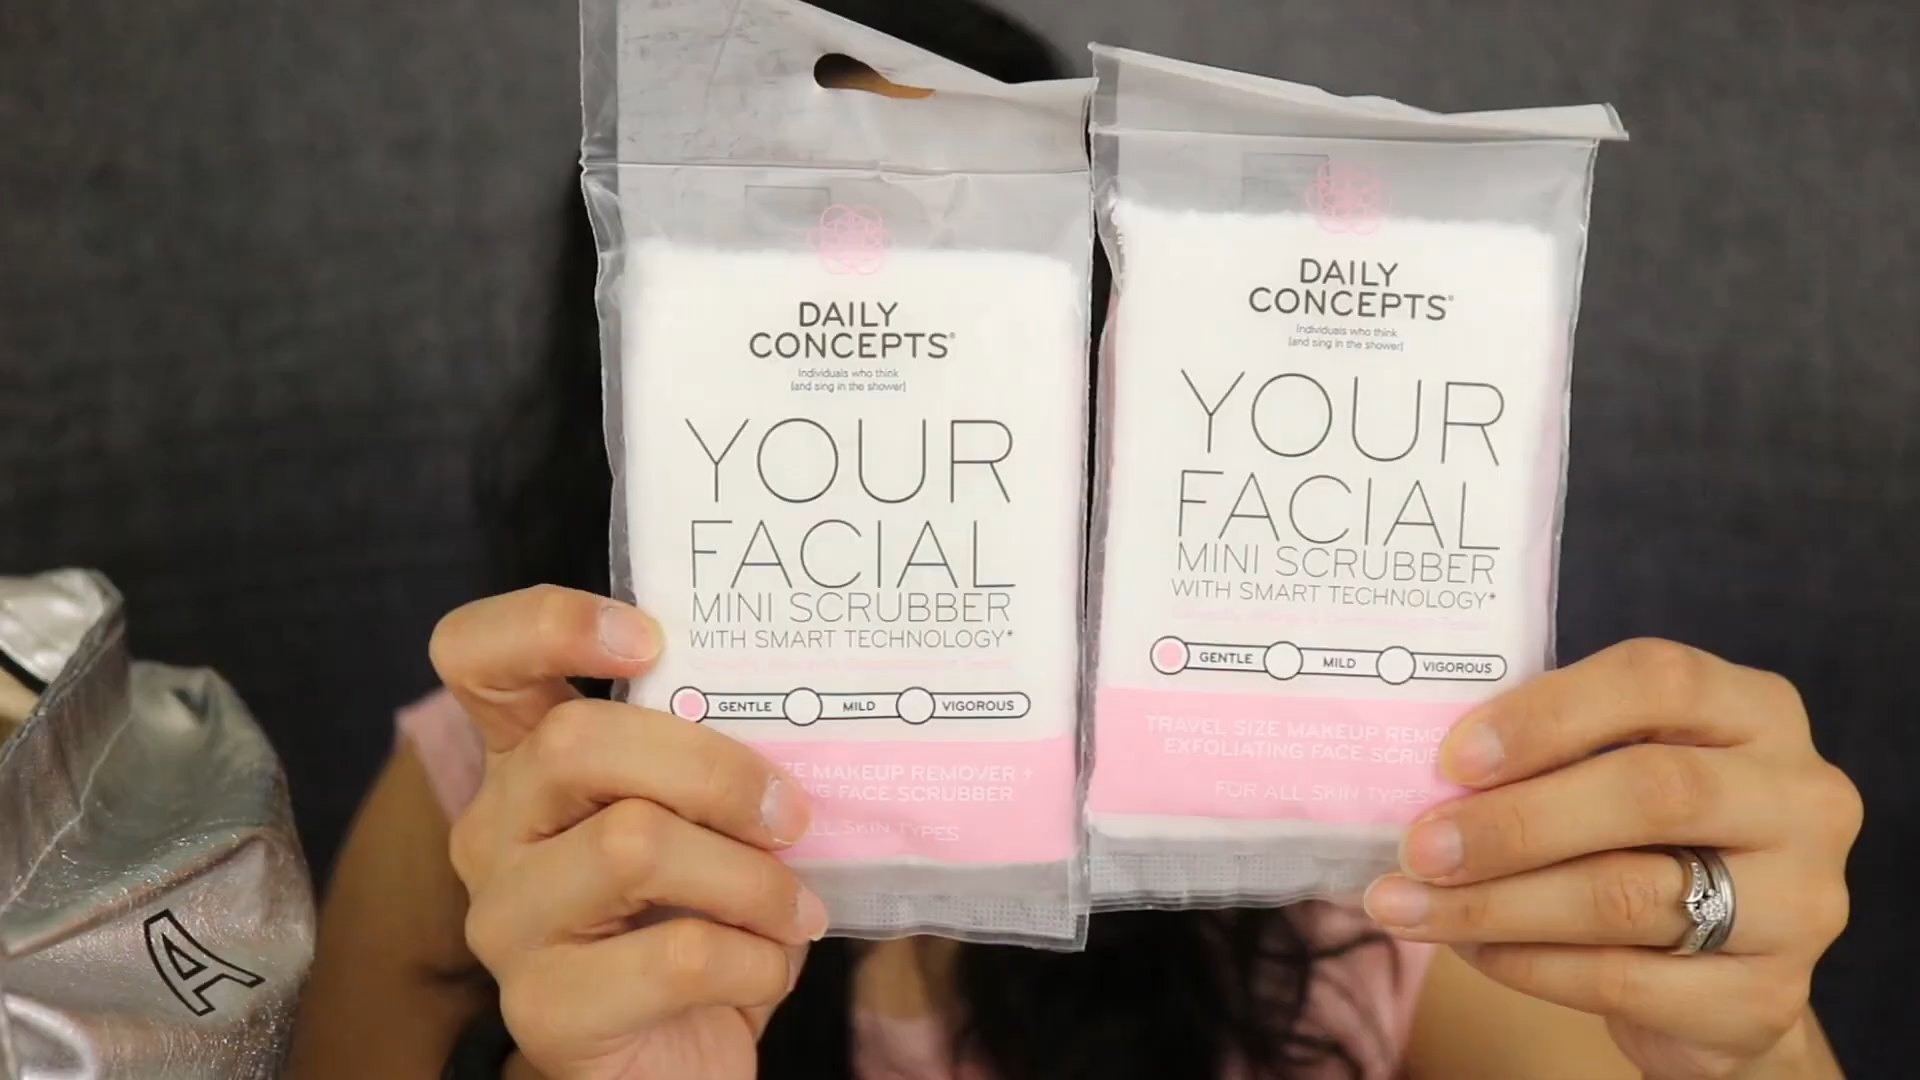 DAILY
CONCEPTS®
Individuals who think
[and sing in the shower]
YOUR
FACIAL
MINI SCRUBBER
WITH SMART TECHNOLOGY*
GENTLE MILD VIGOROUS
MAKEUP REMOVER +
FACE SCRUBBER
SKIN TYPES
DAILY
CONCEPTS®
Individuals who think
[and sing in the shower]
YOUR
FACIAL
MINI SCRUBBER
WITH SMART TECHNOLOGY*
GENTLE MILD VIGOROUS
TRAVEL SIZE MAKEUP
EXFOLIATING FACE
FOR ALL SKIN TYPES
A